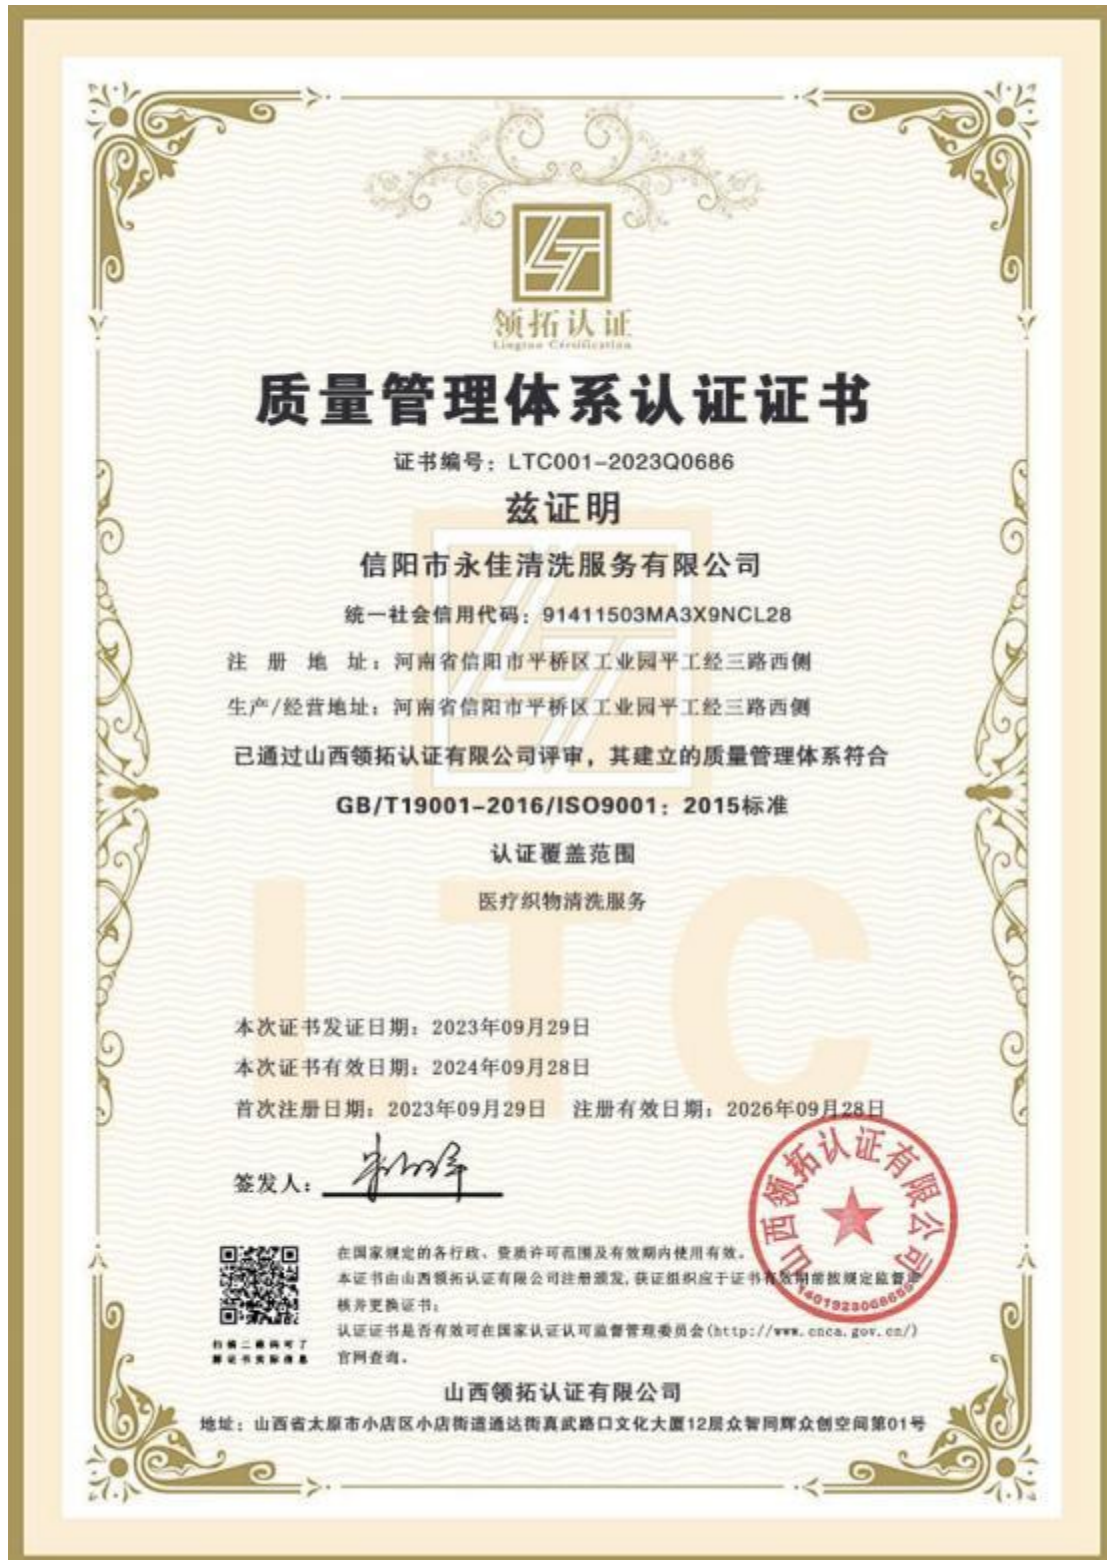 LT
领拓认证
Lingtuo Certification
质量管理体系认证证书
证书编号：LTC001-2023Q0686
兹证明
信阳市永佳清洗服务有限公司
统一社会信用代码：91411503MA3X9NCL28
注册地址：河南省信阳市平桥区工业园平工经三路西侧
生产/经营地址：河南省信阳市平桥区工业园平工经三路西侧
已通过山西领拓认证有限公司评审，其建立的质量管理体系符合
GB/T19001-2016/ISO9001：2015标准
认证覆盖范围
医疗织物清洗服务
LTC
本次证书发证日期：2023年09月29日
本次证书有效日期：2024年09月28日
首次注册日期：2023年09月29日 注册有效日期：2026年09月28日
签发人：
山西领拓认证有限公司
在国家规定的各行政、资质许可范围及有效期内使用有效。
本证书由山西领拓认证有限公司注册颁发，获证组织应于证书有效期前按规定监督
核并更换证书；
认证证书是否有效可在国家认证认可监督管理委员会(http://www.cnca.gov.cn/)
官网查询。
扫描二维码可了
解证书实际信息
山西领拓认证有限公司
地址：山西省太原市小店区小店街道通达街真武路口文化大厦12层众智同辉众创空间第01号